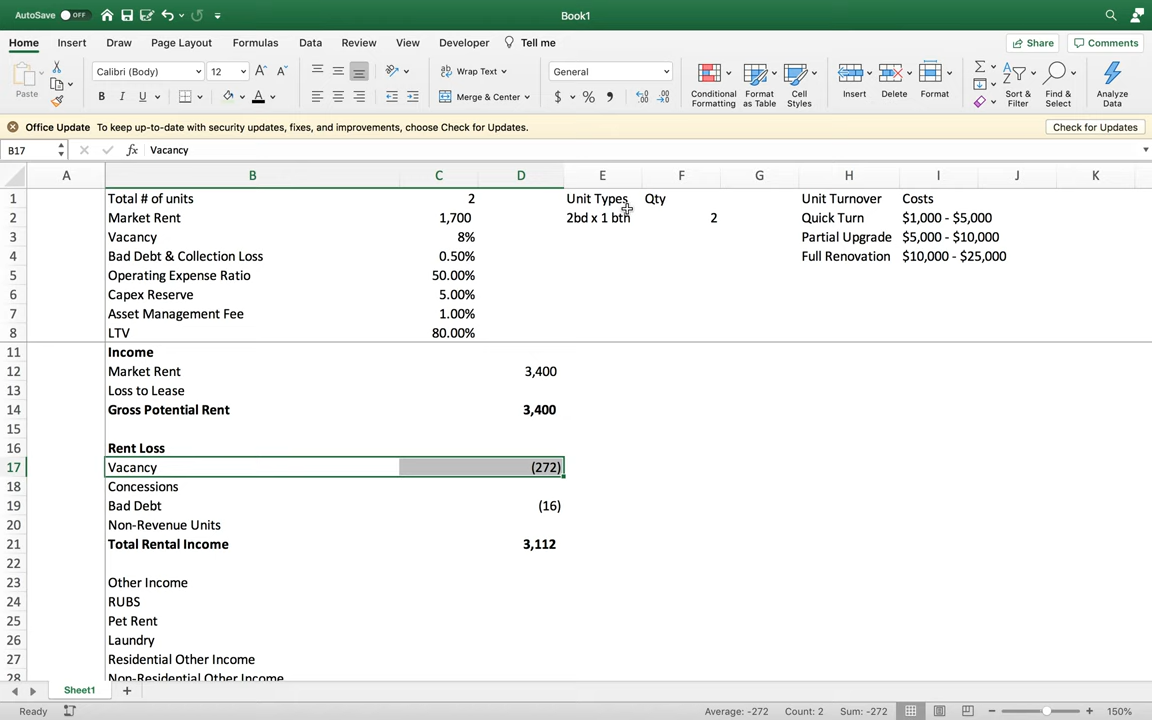 AutoSave OFF Book1
Home Insert Draw Page Layout Formulas Data Review View Developer Tell me Share Comments
Paste Calibri (Body) 12 A A Wrap Text General Conditional Formatting Format as Table Cell Styles Insert Delete Format Sort & Filter Find & Select Analyze Data
B I U A Merge & Center $ % 9
Office Update To keep up-to-date with security updates, fixes, and improvements, choose Check for Updates. Check for Updates
B17 fx Vacancy
A B C D E F G H I J K
1 Total # of units 2 Unit Types Qty Unit Turnover Costs
2 Market Rent 1,700 2bd x 1 bth 2 Quick Turn $1,000 - $5,000
3 Vacancy 8% Partial Upgrade $5,000 - $10,000
4 Bad Debt & Collection Loss 0.50% Full Renovation $10,000 - $25,000
5 Operating Expense Ratio 50.00%
6 Capex Reserve 5.00%
7 Asset Management Fee 1.00%
8 LTV 80.00%
11 Income
12 Market Rent 3,400
13 Loss to Lease
14 Gross Potential Rent 3,400
15
16 Rent Loss
17 Vacancy (272)
18 Concessions
19 Bad Debt (16)
20 Non-Revenue Units
21 Total Rental Income 3,112
22
23 Other Income
24 RUBS
25 Pet Rent
26 Laundry
27 Residential Other Income
28 Non-Residential Other Income
Sheet1
Ready Average: -272 Count: 2 Sum: -272 150%